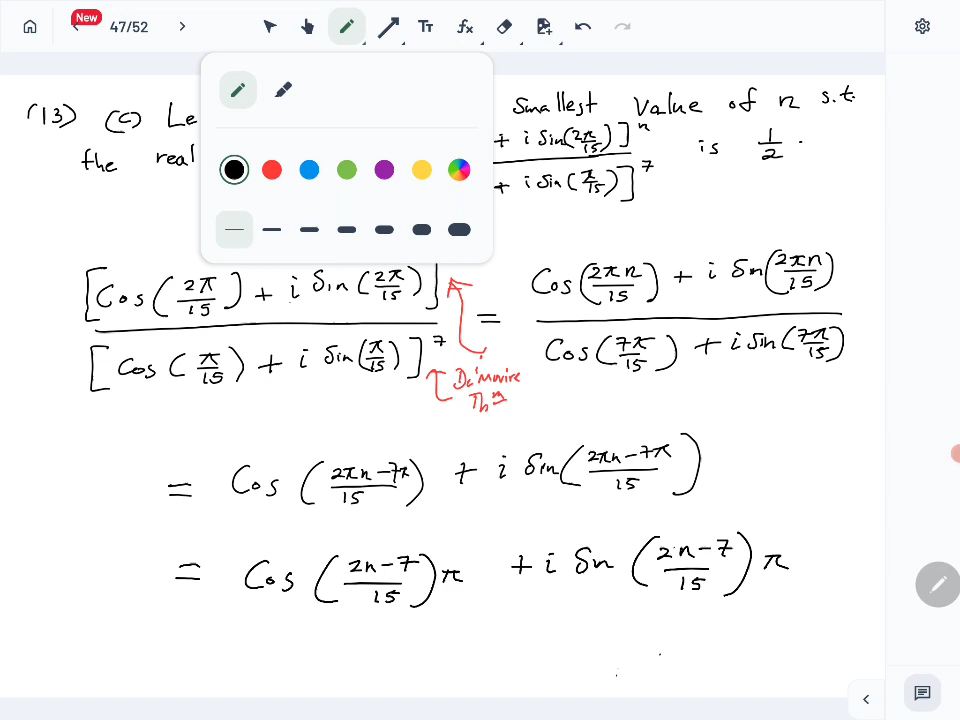 New
47/52
Tт
fx
(13) (c) Le smallest value of n s.t.
the real + i sin(2π/15)]^n is 1/2 .
+ i sin(π/15)]^7
[Cos(2π/15) + i sin(2π/15)] = Cos(2πn/15) + i sin(2πn/15)
[Cos(π/15) + i sin(π/15)]^7 Cos(7π/15) + i sin(7π/15)
De'moivre
Th^m
= Cos(2πn-7π/15) + i sin(2πn-7π/15)
= Cos(2n-7/15)π + i sin(2n-7/15)π